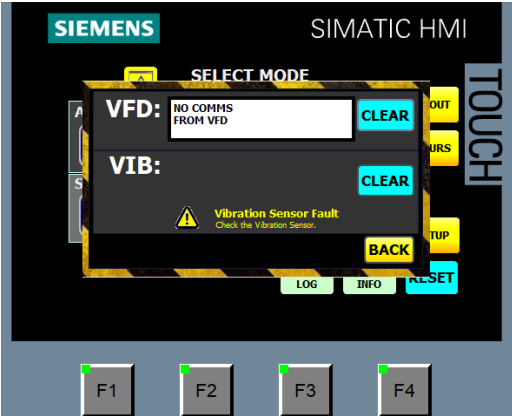 SIEMENS
SIMATIC HMI
TOUCH
SELECT MODE
VFD:
NO COMMS
FROM VFD
CLEAR
VIB:
CLEAR
Vibration Sensor Fault
Check the Vibration Sensor.
BACK
LOG
INFO
F1
F2
F3
F4